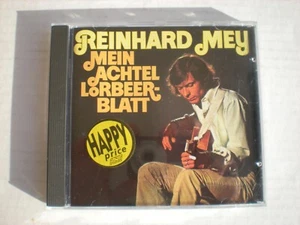 REINHARD MEY
MEIN
ACHTEL
LORBEER-
BLATT
HAPPY
price